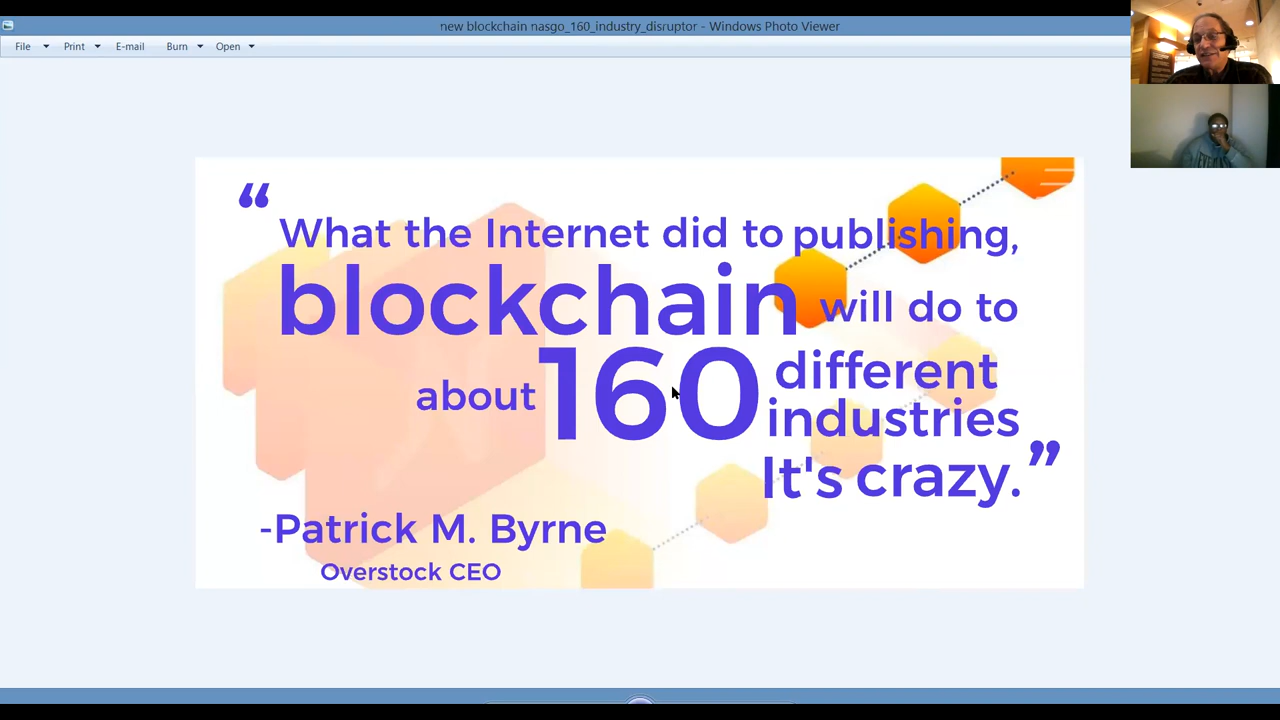 new blockchain nasgo_160_industry_disruptor - Windows Photo Viewer
File Print E-mail Burn Open
“
What the Internet did to publishing,
blockchain will do to
about 160 different
industries
It's crazy.”
-Patrick M. Byrne
Overstock CEO